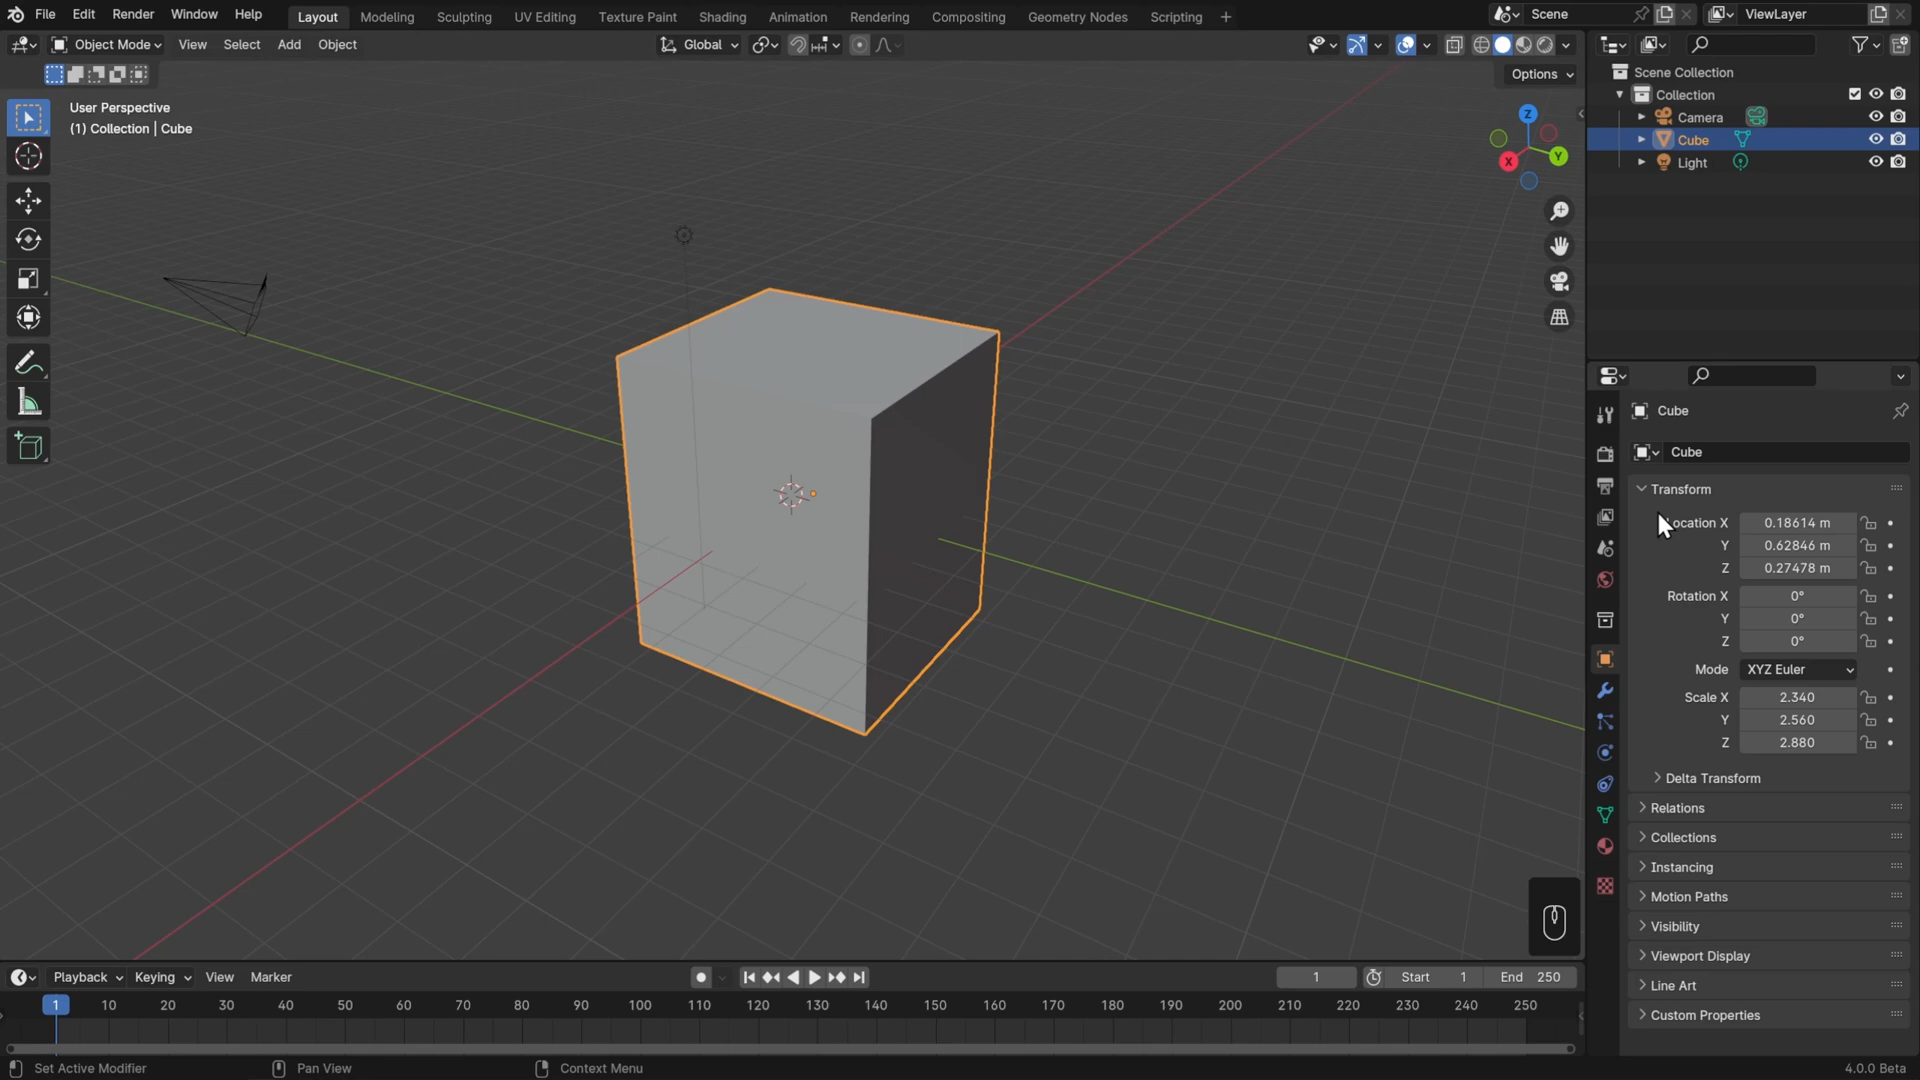 File Edit Render Window Help Layout Modeling Sculpting UV Editing Texture Paint Shading Animation Rendering Compositing Geometry Nodes Scripting + Scene ViewLayer
Object Mode View Select Add Object Global
Options
User Perspective
(1) Collection | Cube
Z
Y
X
Scene Collection
Collection
Camera
Cube
Light
Cube
Cube
Transform
Location X 0.18614 m
Y 0.62846 m
Z 0.27478 m
Rotation X 0°
Y 0°
Z 0°
Mode XYZ Euler
Scale X 2.340
Y 2.560
Z 2.880
Delta Transform
Relations
Collections
Instancing
Motion Paths
Visibility
Viewport Display
Line Art
Custom Properties
Playback Keying View Marker 1 Start 1 End 250
1 10 20 30 40 50 60 70 80 90 100 110 120 130 140 150 160 170 180 190 200 210 220 230 240 250
Set Active Modifier Pan View Context Menu 4.0.0 Beta